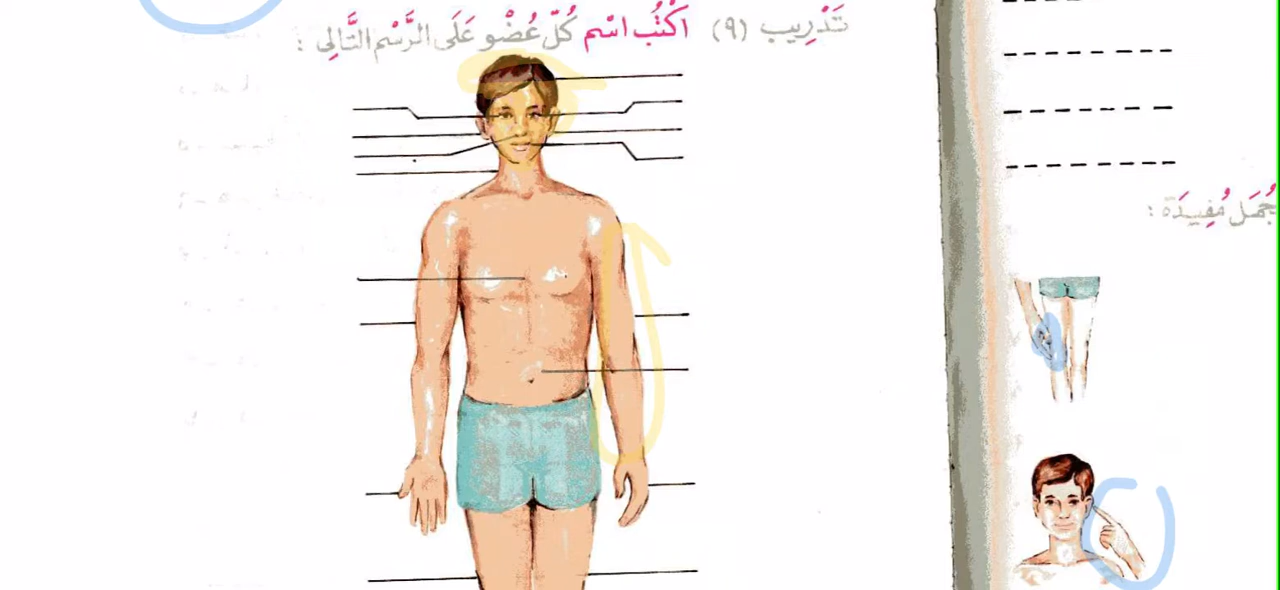 تَدْرِيب (٩) اُكْتُب اسْم كُلّ عُضْو عَلَى الرَّسْم التَّالِي :
جُمَل مُفِيدَة :